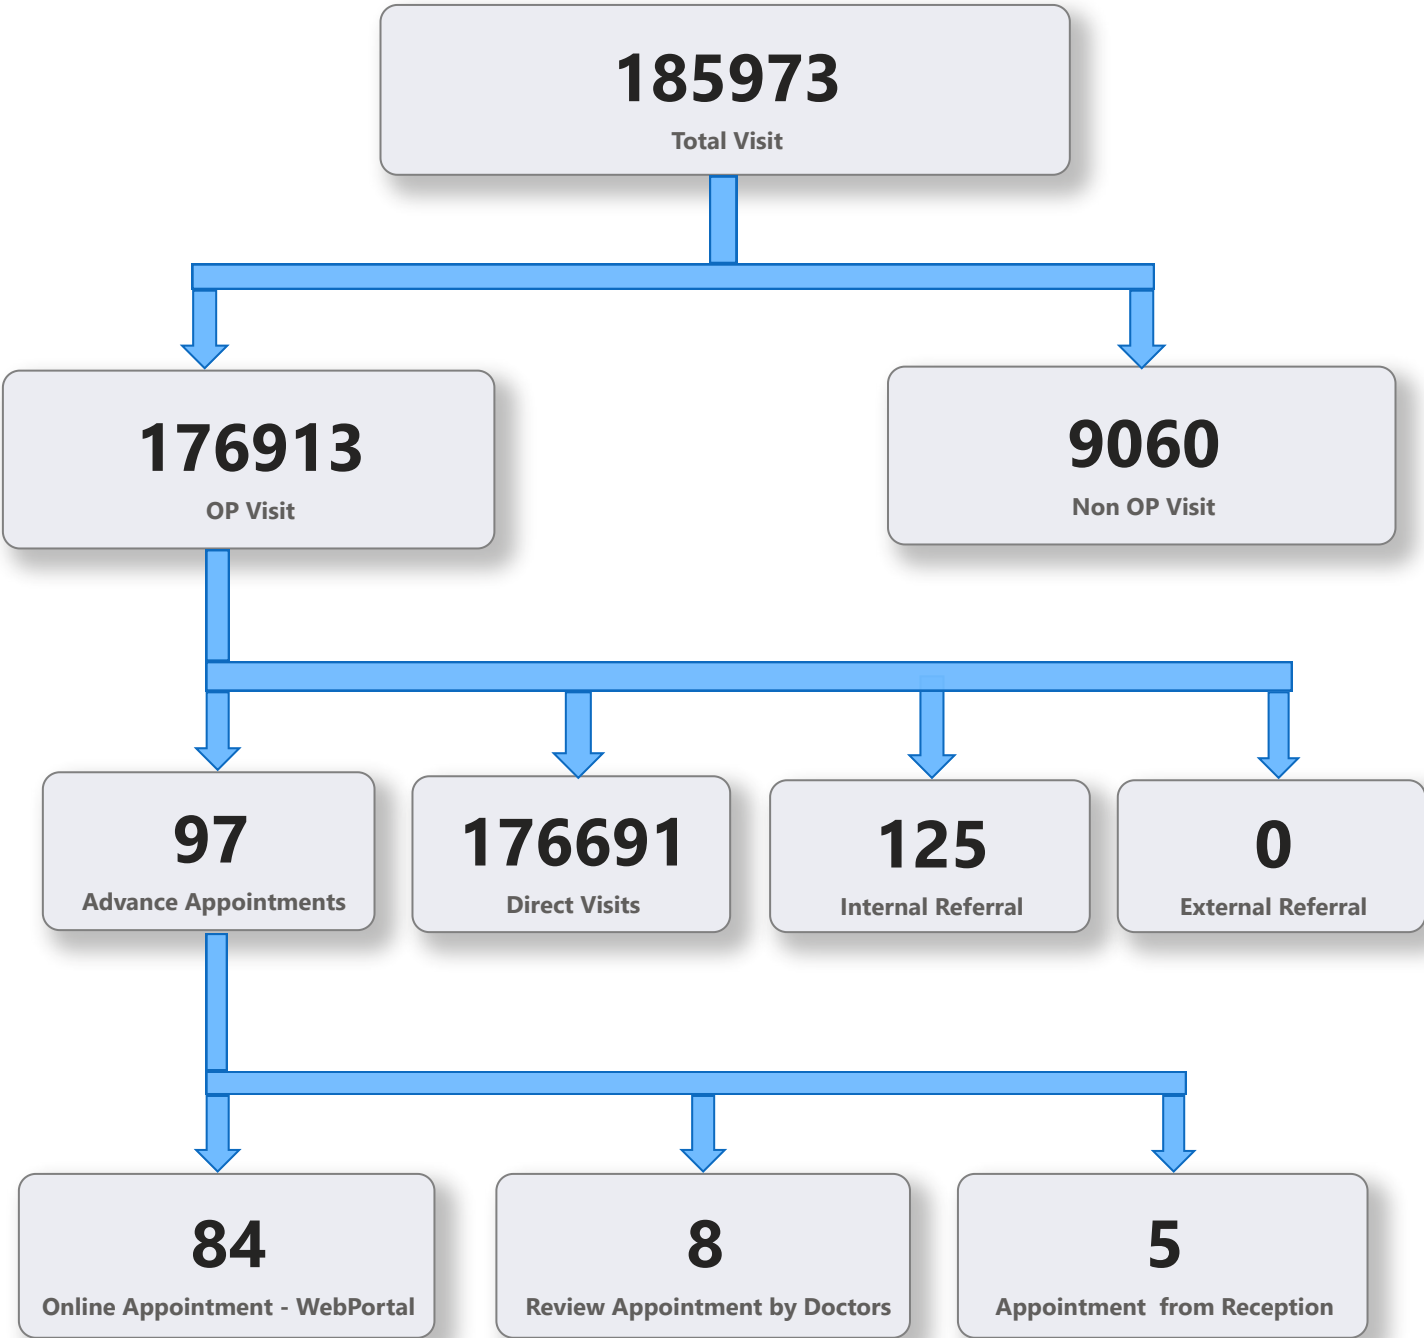 185973
Total Visit
176913
OP Visit
9060
Non OP Visit
97
Advance Appointments
176691
Direct Visits
125
Internal Referral
0
External Referral
84
Online Appointment - WebPortal
8
Review Appointment by Doctors
5
Appointment  from Reception